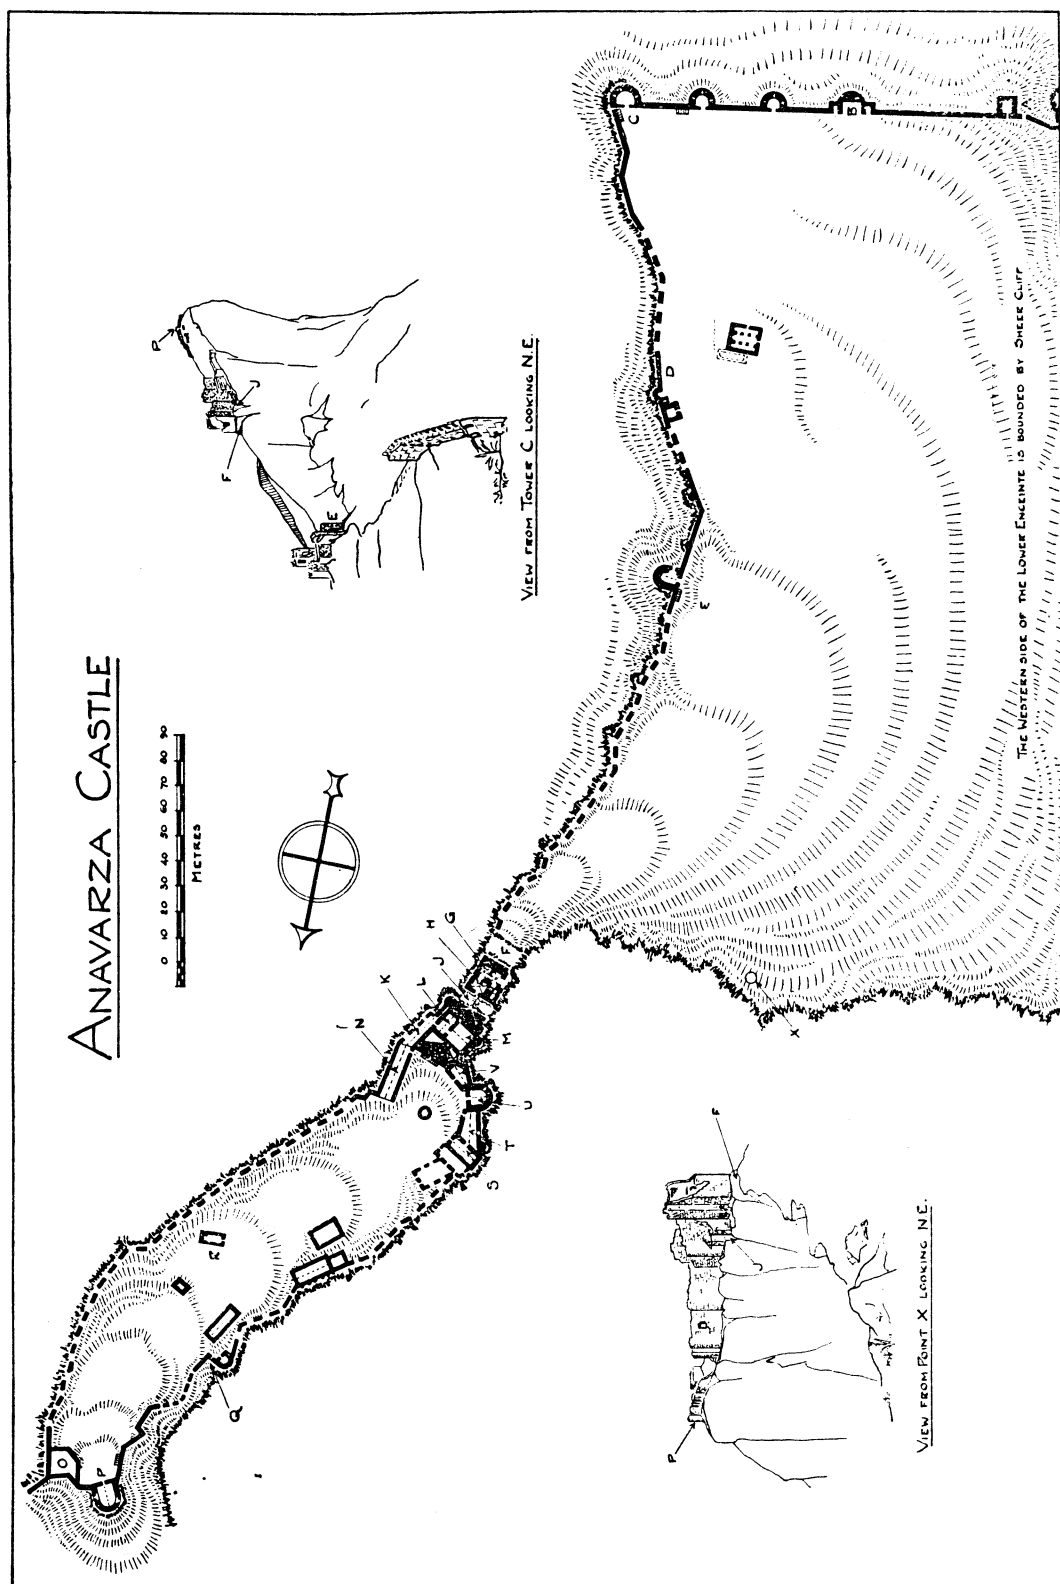 ANAVARZA CASTLE
0 10 20 30 40 50 60 70 80 90
METRES
P
F
J
E
VIEW FROM TOWER C LOOKING N.E.
C
B
A
D
E
THE WESTERN SIDE OF THE LOWER ENCEINTE IS BOUNDED BY SHEER CLIFF
H
G
F
K
L
J
N
M
V
U
T
S
R
Q
O
P
X
F
J
P
VIEW FROM POINT X LOOKING N.E.